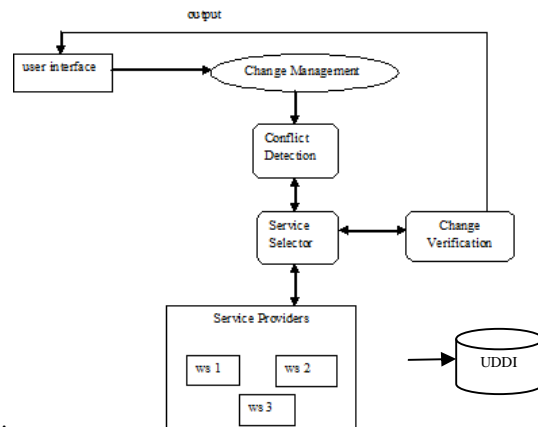 output
user interface
Change Management
Conflict
Detection
Service
Selector
Change
Verification
Service Providers
ws 1
ws 2
ws 3
UDDI